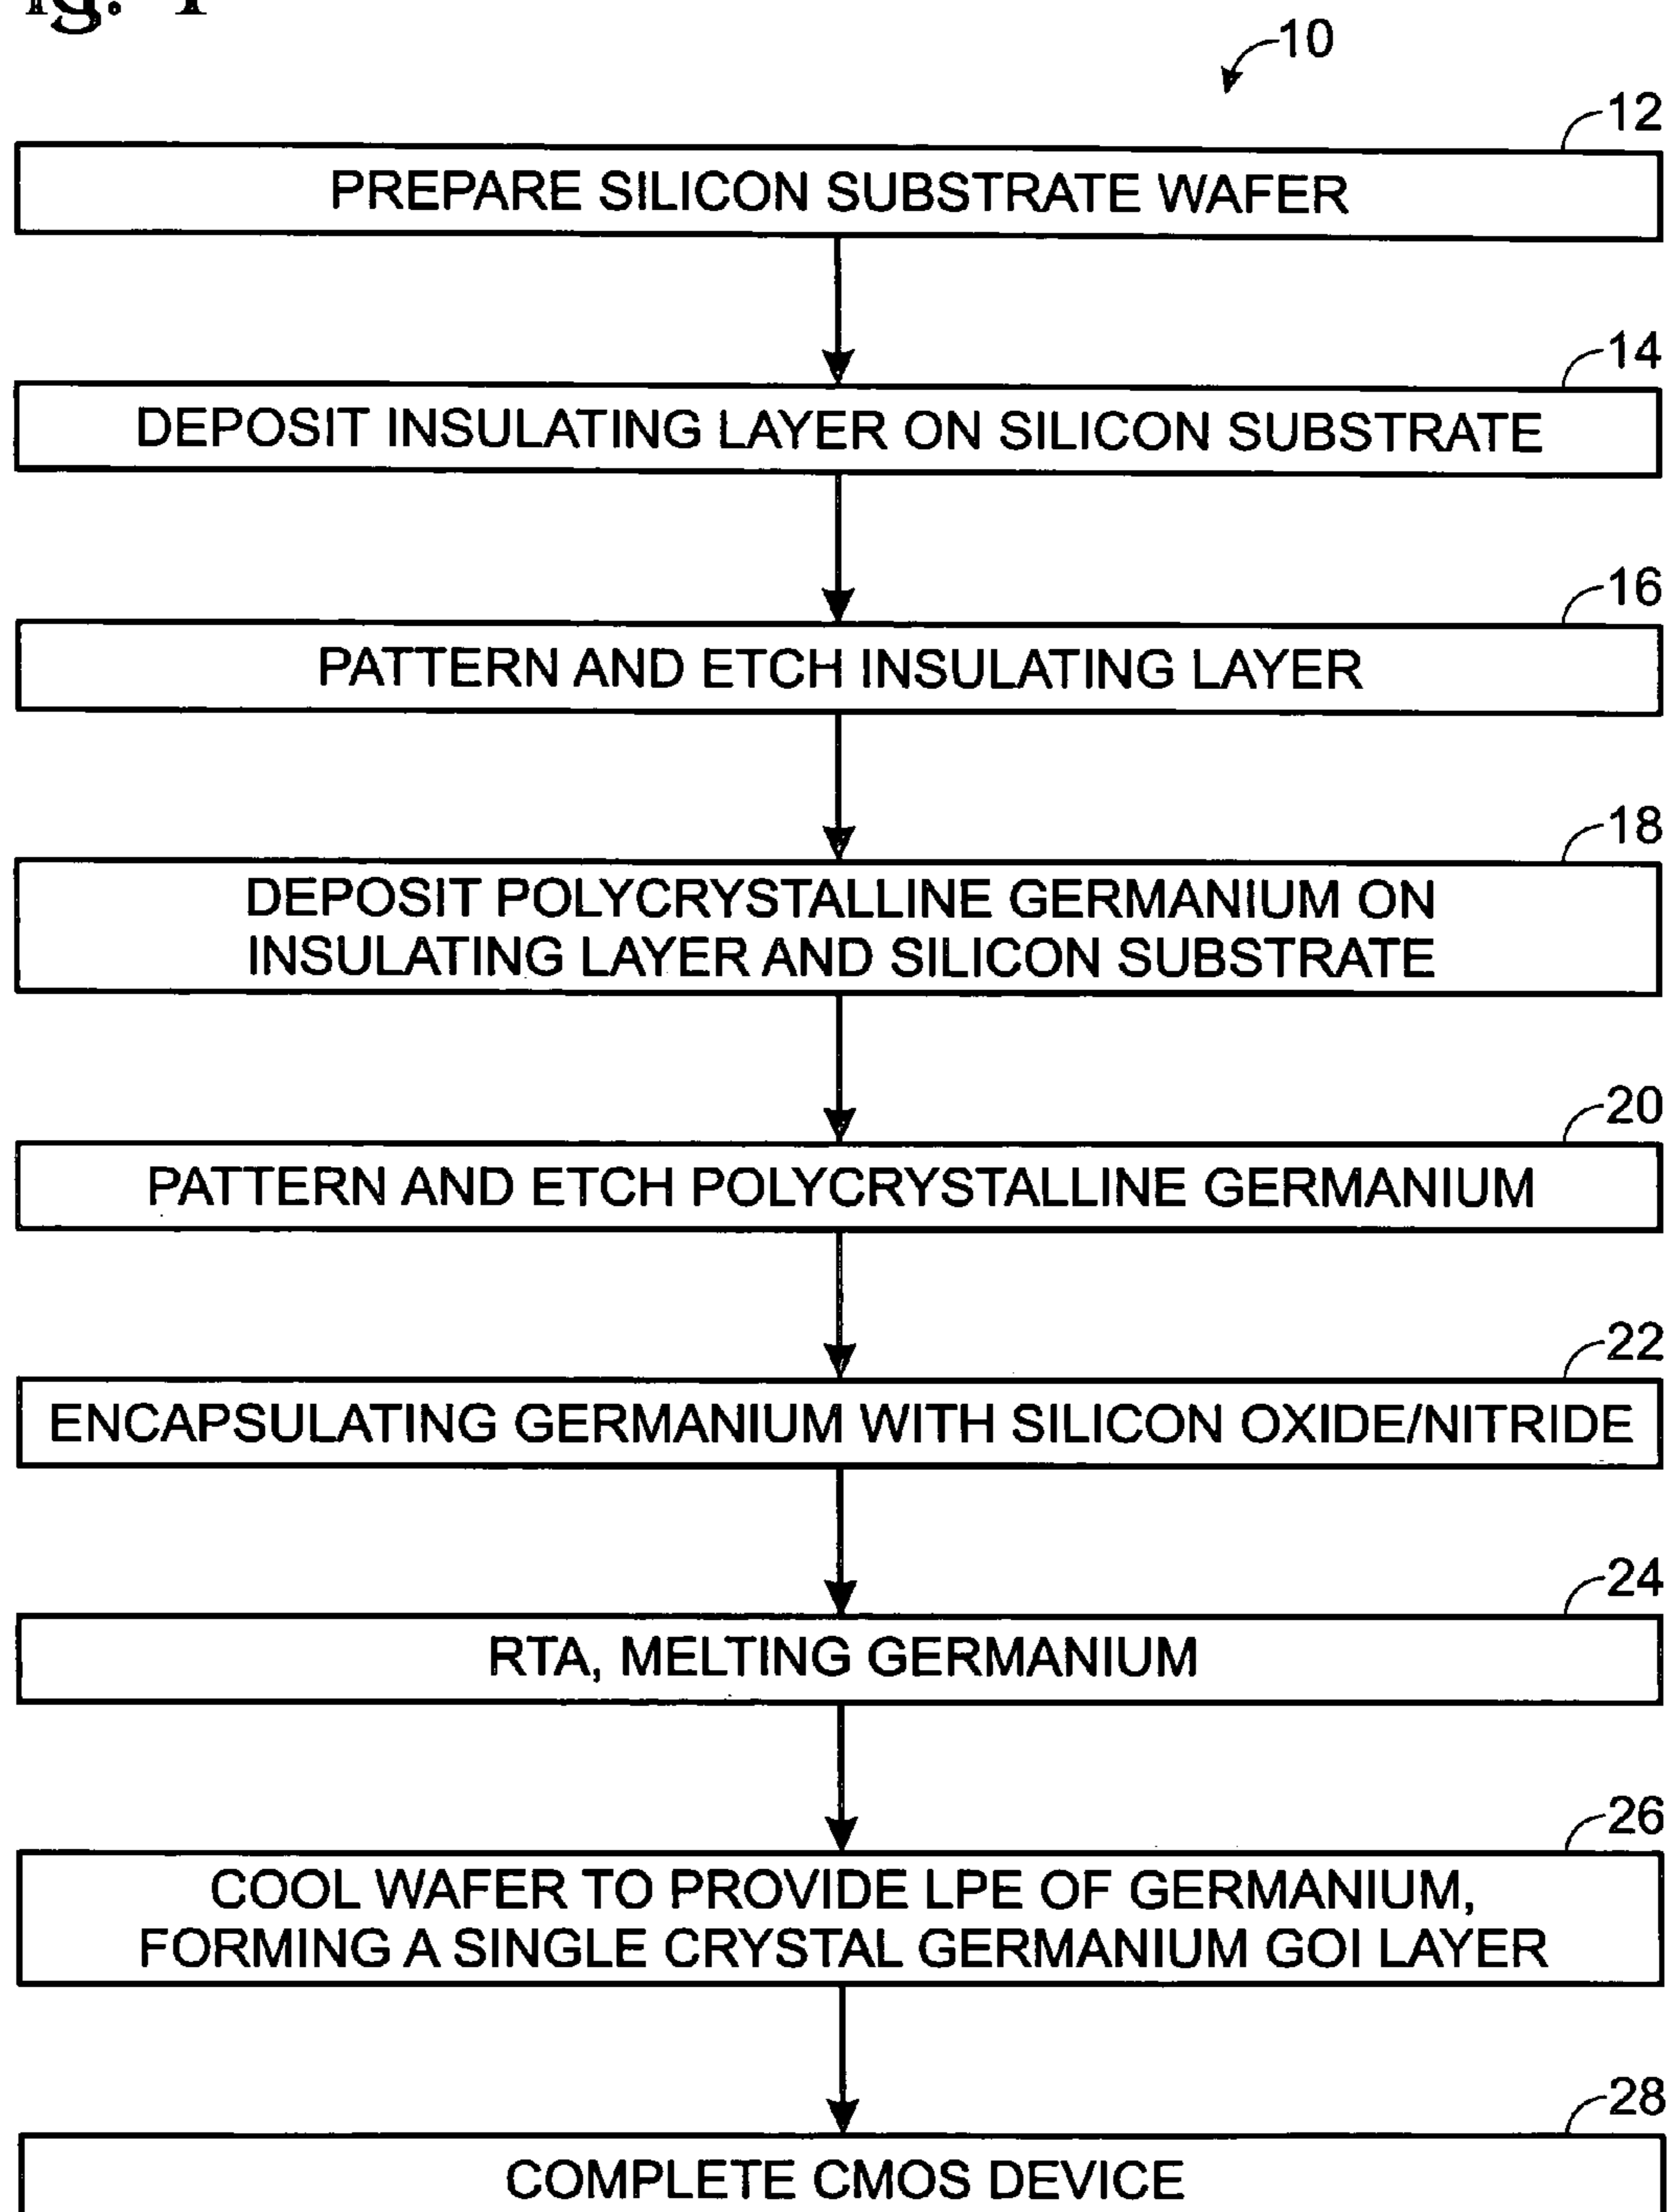 10
12
PREPARE SILICON SUBSTRATE WAFER
14
DEPOSIT INSULATING LAYER ON SILICON SUBSTRATE
16
PATTERN AND ETCH INSULATING LAYER
18
DEPOSIT POLYCRYSTALLINE GERMANIUM ON
INSULATING LAYER AND SILICON SUBSTRATE
20
PATTERN AND ETCH POLYCRYSTALLINE GERMANIUM
22
ENCAPSULATING GERMANIUM WITH SILICON OXIDE/NITRIDE
24
RTA, MELTING GERMANIUM
26
COOL WAFER TO PROVIDE LPE OF GERMANIUM,
FORMING A SINGLE CRYSTAL GERMANIUM GOI LAYER
28
COMPLETE CMOS DEVICE